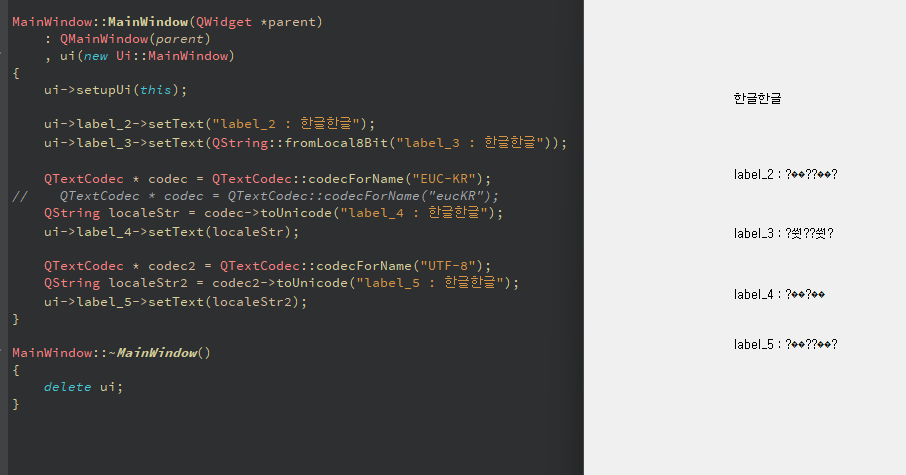 MainWindow::MainWindow(QWidget *parent)
    : QMainWindow(parent)
    , ui(new Ui::MainWindow)
{
    ui->setupUi(this);
    ui->label_2->setText("label_2 : 한글한글");
    ui->label_3->setText(QString::fromLocal8Bit("label_3 : 한글한글"));
    QTextCodec * codec = QTextCodec::codecForName("EUC-KR");
//    QTextCodec * codec = QTextCodec::codecForName("eucKR");
    QString localeStr = codec->toUnicode("label_4 : 한글한글");
    ui->label_4->setText(localeStr);
    QTextCodec * codec2 = QTextCodec::codecForName("UTF-8");
    QString localeStr2 = codec2->toUnicode("label_5 : 한글한글");
    ui->label_5->setText(localeStr2);
}
MainWindow::~MainWindow()
{
    delete ui;
}
한글한글
label_2 : ?��??��?
label_3 : ?쒓??쒓?
label_4 : ?��?��
label_5 : ?��??��?